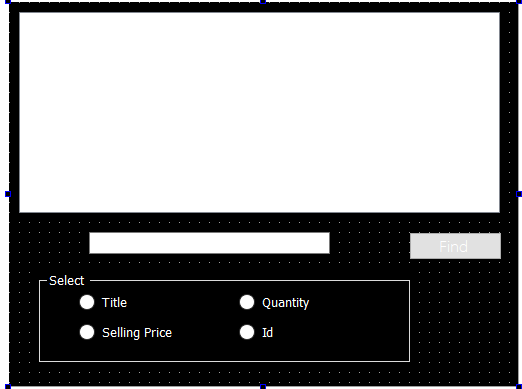 Find
Select
Title
Quantity
Selling Price
Id